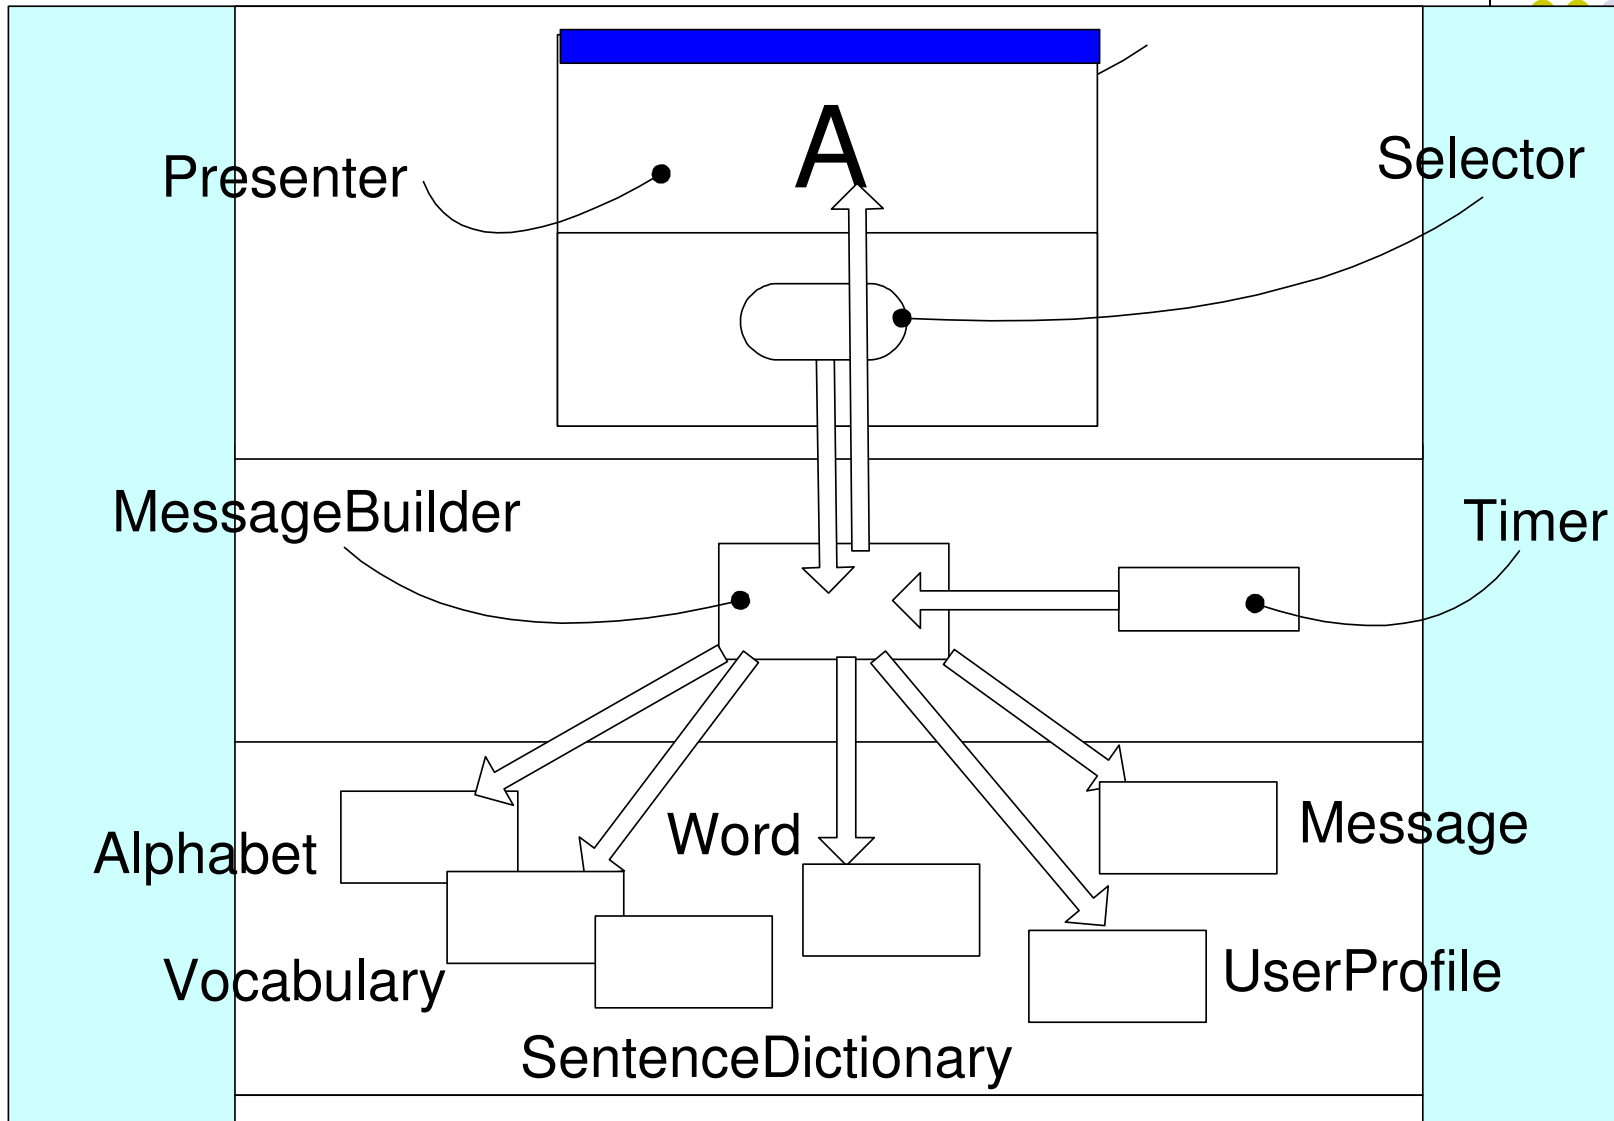 A
Presenter
Selector
MessageBuilder
Timer
Alphabet
Word
Message
Vocabulary
UserProfile
SentenceDictionary